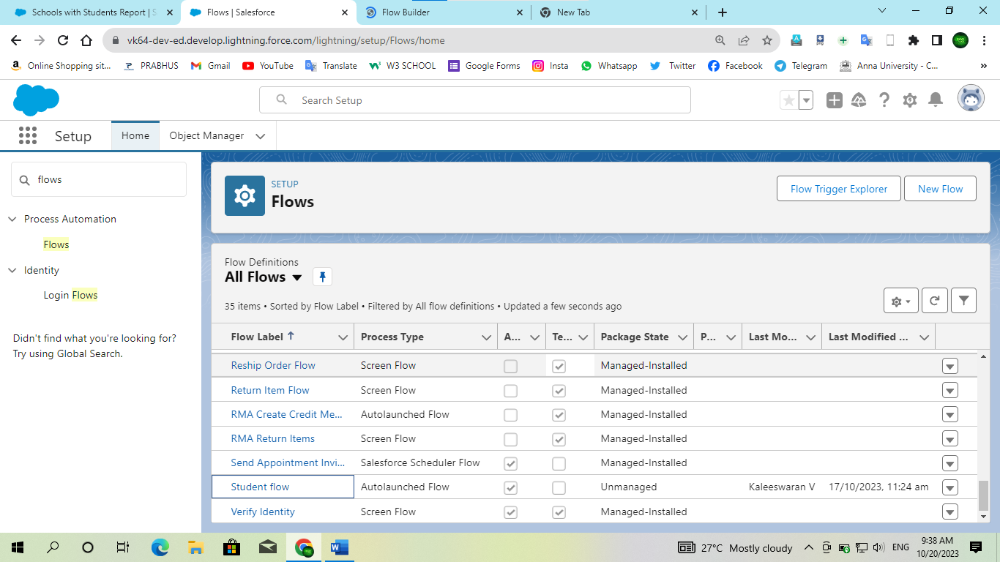 Schools with Students Report | S
Flows | Salesforce
Flow Builder
New Tab
vk64-dev-ed.develop.lightning.force.com/lightning/setup/Flows/home
Online Shopping sit...
PRABHUS
Gmail
YouTube
Translate
W3 SCHOOL
Google Forms
Insta
Whatsapp
Twitter
Facebook
Telegram
Anna University - C...
»
Search Setup
Setup
Home
Object Manager
flows
Process Automation
Flows
Identity
Login Flows
Didn't find what you're looking for?
Try using Global Search.
SETUP
Flows
Flow Trigger Explorer
New Flow
Flow Definitions
All Flows
35 items • Sorted by Flow Label • Filtered by All flow definitions • Updated a few seconds ago
Flow Label ↑ Process Type A... Te... Package State P... Last Mo... Last Modified ...
Reship Order Flow Screen Flow Managed-Installed
Return Item Flow Screen Flow Managed-Installed
RMA Create Credit Me... Autolaunched Flow Managed-Installed
RMA Return Items Screen Flow Managed-Installed
Send Appointment Invi... Salesforce Scheduler Flow Managed-Installed
Student flow Autolaunched Flow Unmanaged Kaleeswaran V 17/10/2023, 11:24 am
Verify Identity Screen Flow Managed-Installed
27°C Mostly cloudy
ENG
9:38 AM
10/20/2023